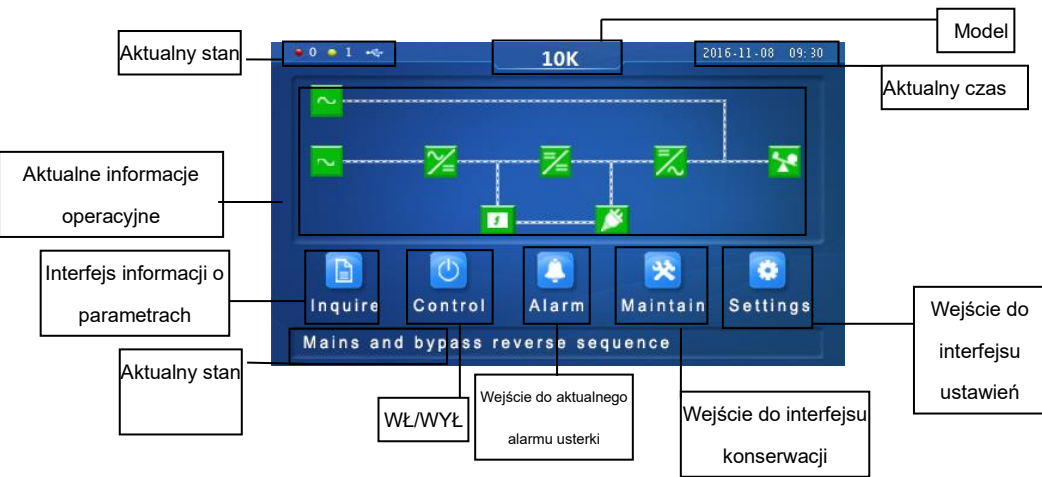 Model
Aktualny stan
0 1
10K
2016-11-08 09:30
Aktualny czas
Aktualne informacje
operacyjne
Interfejs informacji o
parametrach
Inquire
Control
Alarm
Maintain
Settings
Mains and bypass reverse sequence
Wejście do
interfejsu
ustawień
Aktualny stan
WŁ/WYŁ
Wejście do aktualnego
alarmu usterki
Wejście do interfejsu
konserwacji